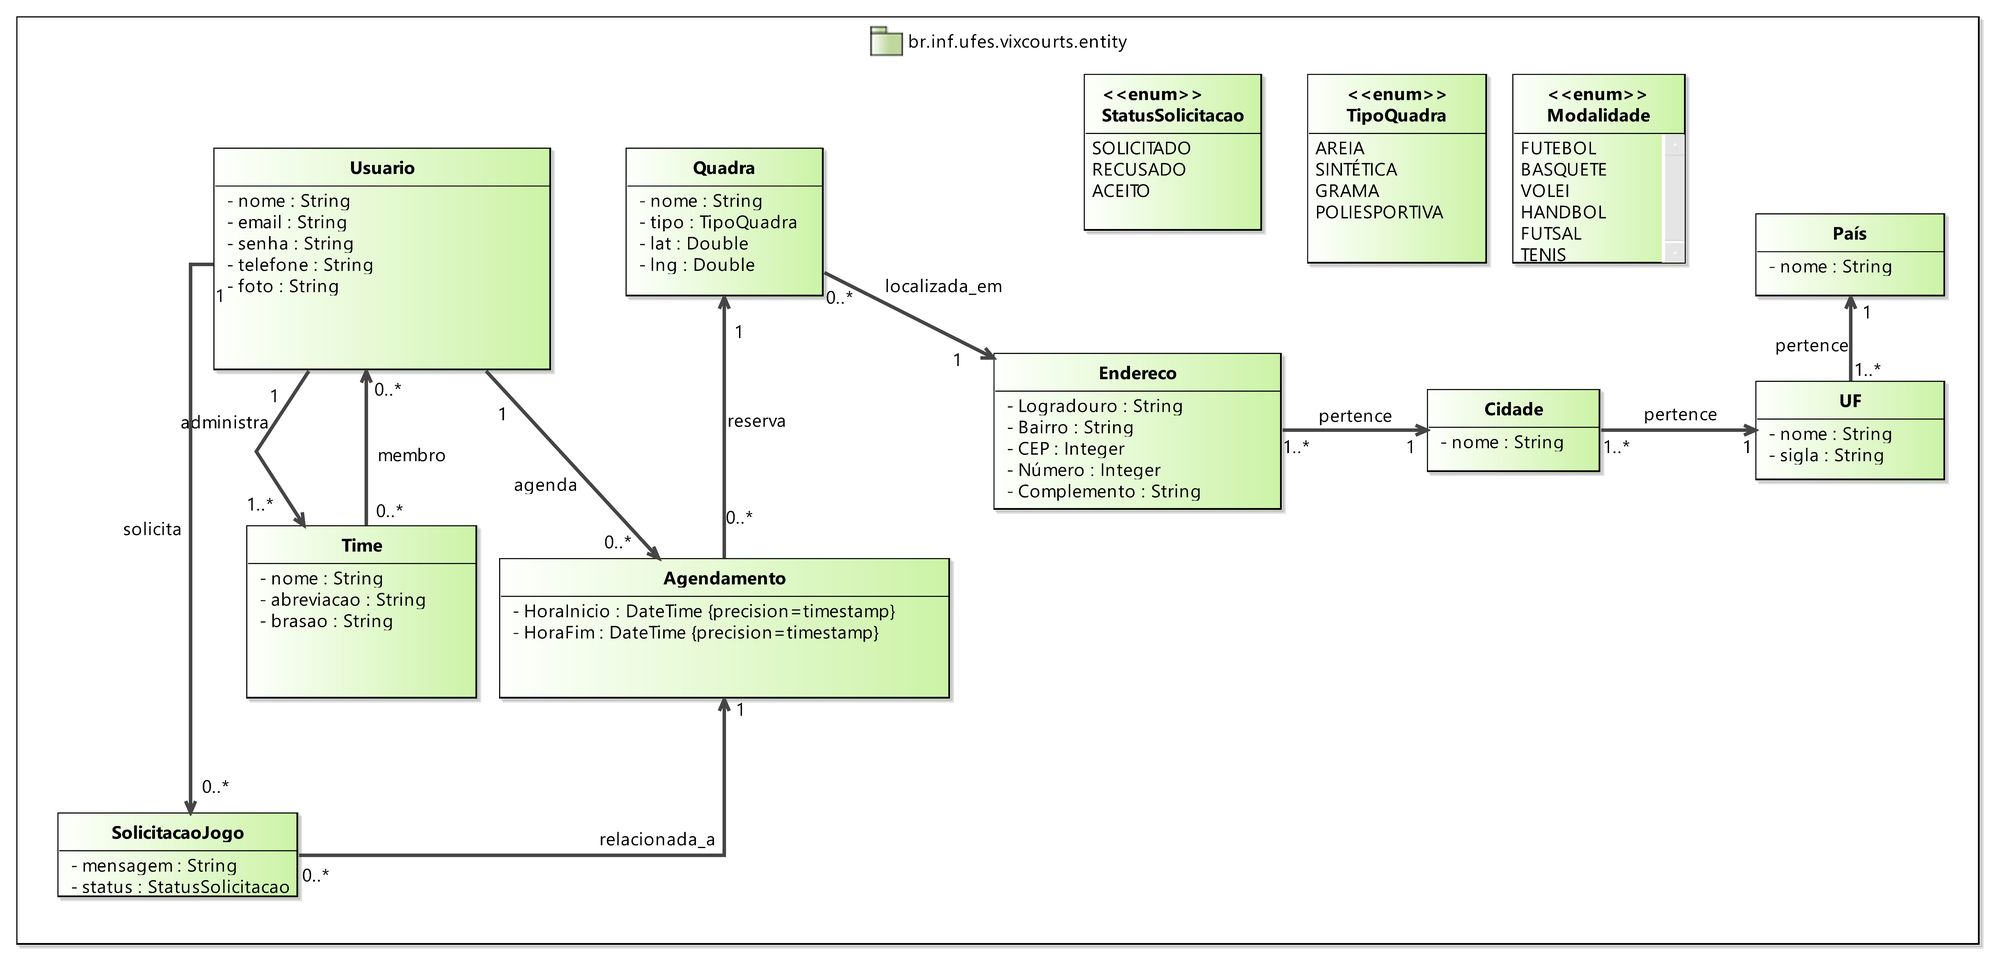 br.inf.ufes.vixcourts.entity
<<enum>>
StatusSolicitacao
SOLICITADO
RECUSADO
ACEITO
<<enum>>
TipoQuadra
AREIA
SINTÉTICA
GRAMA
POLIESPORTIVA
<<enum>>
Modalidade
FUTEBOL
BASQUETE
VOLEI
HANDBOL
FUTSAL
TENIS
Usuario
- nome : String
- email : String
- senha : String
- telefone : String
- foto : String
Quadra
- nome : String
- tipo : TipoQuadra
- lat : Double
- lng : Double
País
- nome : String
1
0..*
localizada_em
1
1
1
pertence
1..*
Endereco
- Logradouro : String
- Bairro : String
- CEP : Integer
- Número : Integer
- Complemento : String
pertence
1..*
1
Cidade
- nome : String
pertence
1..*
1
UF
- nome : String
- sigla : String
1
administra
1..*
0..*
membro
0..*
1
agenda
0..*
reserva
0..*
solicita
0..*
Time
- nome : String
- abreviacao : String
- brasao : String
Agendamento
- HoraInicio : DateTime {precision=timestamp}
- HoraFim : DateTime {precision=timestamp}
1
SolicitacaoJogo
- mensagem : String
- status : StatusSolicitacao
relacionada_a
0..*